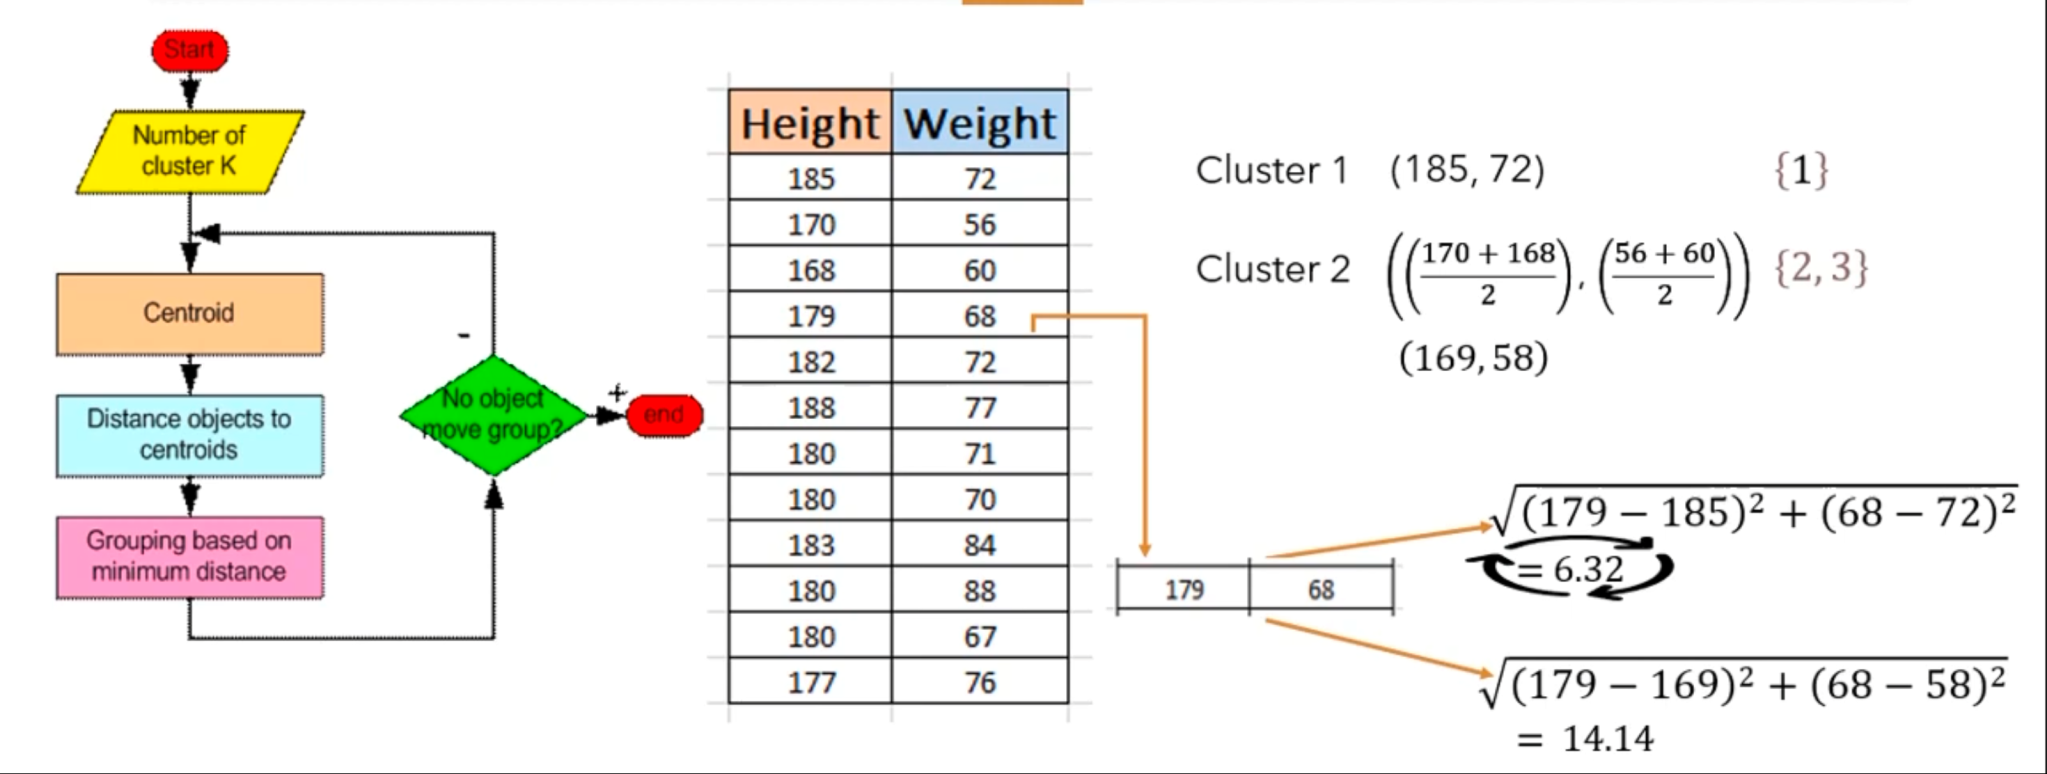 Start
Number of
cluster K
Centroid
Distance objects to
centroids
Grouping based on
minimum distance
-
No object
move group?
+
end
Height Weight
185 72
170 56
168 60
179 68
182 72
188 77
180 71
180 70
183 84
180 88
180 67
177 76
Cluster 1 (185, 72) {1}
Cluster 2 ((170 + 168)/2), (56 + 60)/2)) {2, 3}
(169, 58)
179 68
√(179 − 185)² + (68 − 72)²
= 6.32
√(179 − 169)² + (68 − 58)²
= 14.14